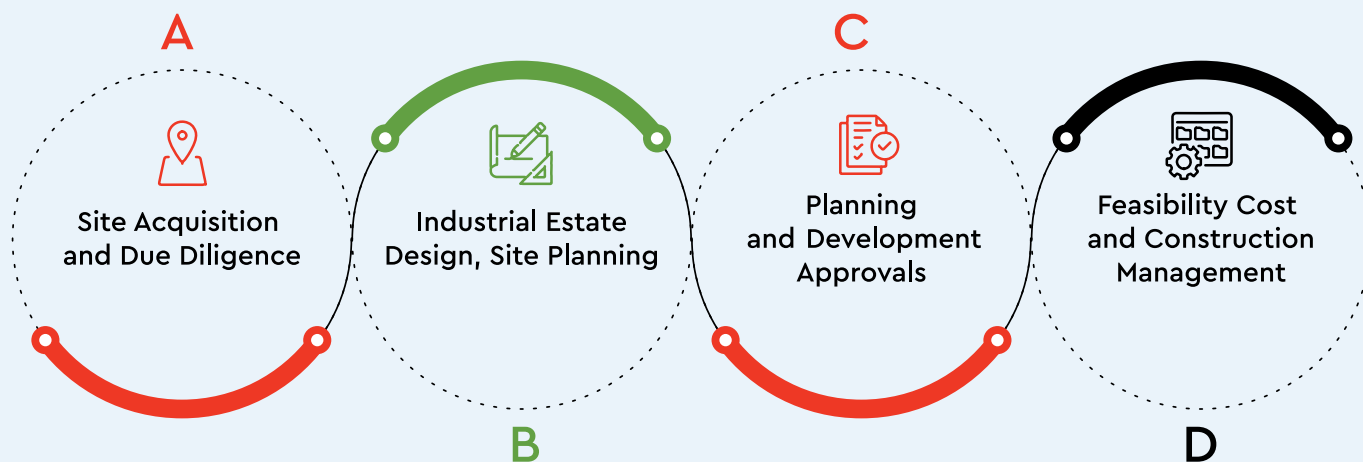 A
Site Acquisition
and Due Diligence
B
Industrial Estate
Design, Site Planning
C
Planning
and Development
Approvals
D
Feasibility Cost
and Construction
Management